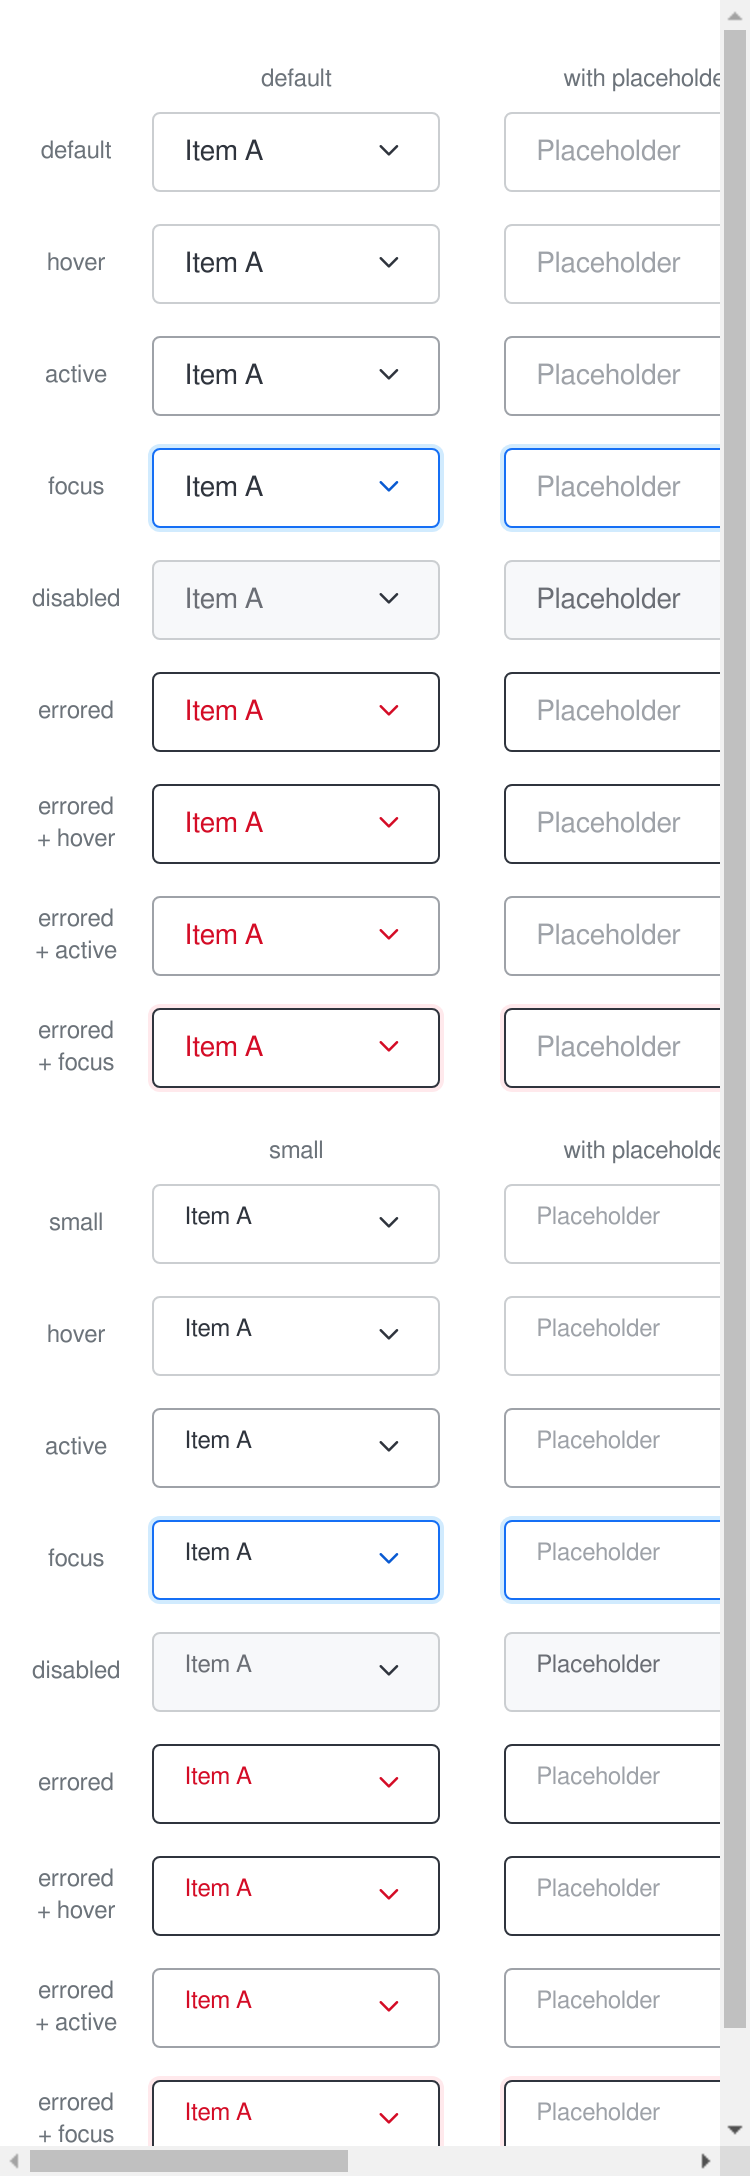 default with placeholde
default Item A Placeholder
hover Item A Placeholder
active Item A Placeholder
focus Item A Placeholder
disabled Item A Placeholder
errored Item A Placeholder
errored
+ hover
Item A Placeholder
errored
+ active
Item A Placeholder
errored
+ focus
Item A Placeholder
small with placeholde
small Item A Placeholder
hover Item A Placeholder
active Item A Placeholder
focus Item A Placeholder
disabled Item A Placeholder
errored Item A Placeholder
errored
+ hover
Item A Placeholder
errored
+ active
Item A Placeholder
errored
+ focus
Item A Placeholder